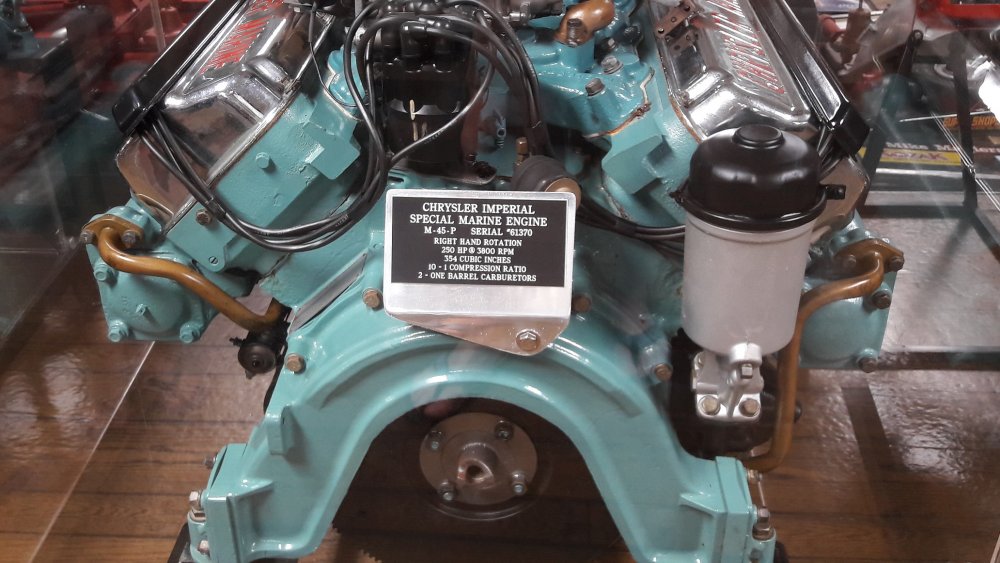 CHRYSLER IMPERIAL
SPECIAL MARINE ENGINE
M-45-P SERIAL "61370
RIGHT HAND ROTATION
250 HP @ 3800 RPM
354 CUBIC INCHES
10 - 1 COMPRESSION RATIO
2 - ONE BARREL CARBURETORS